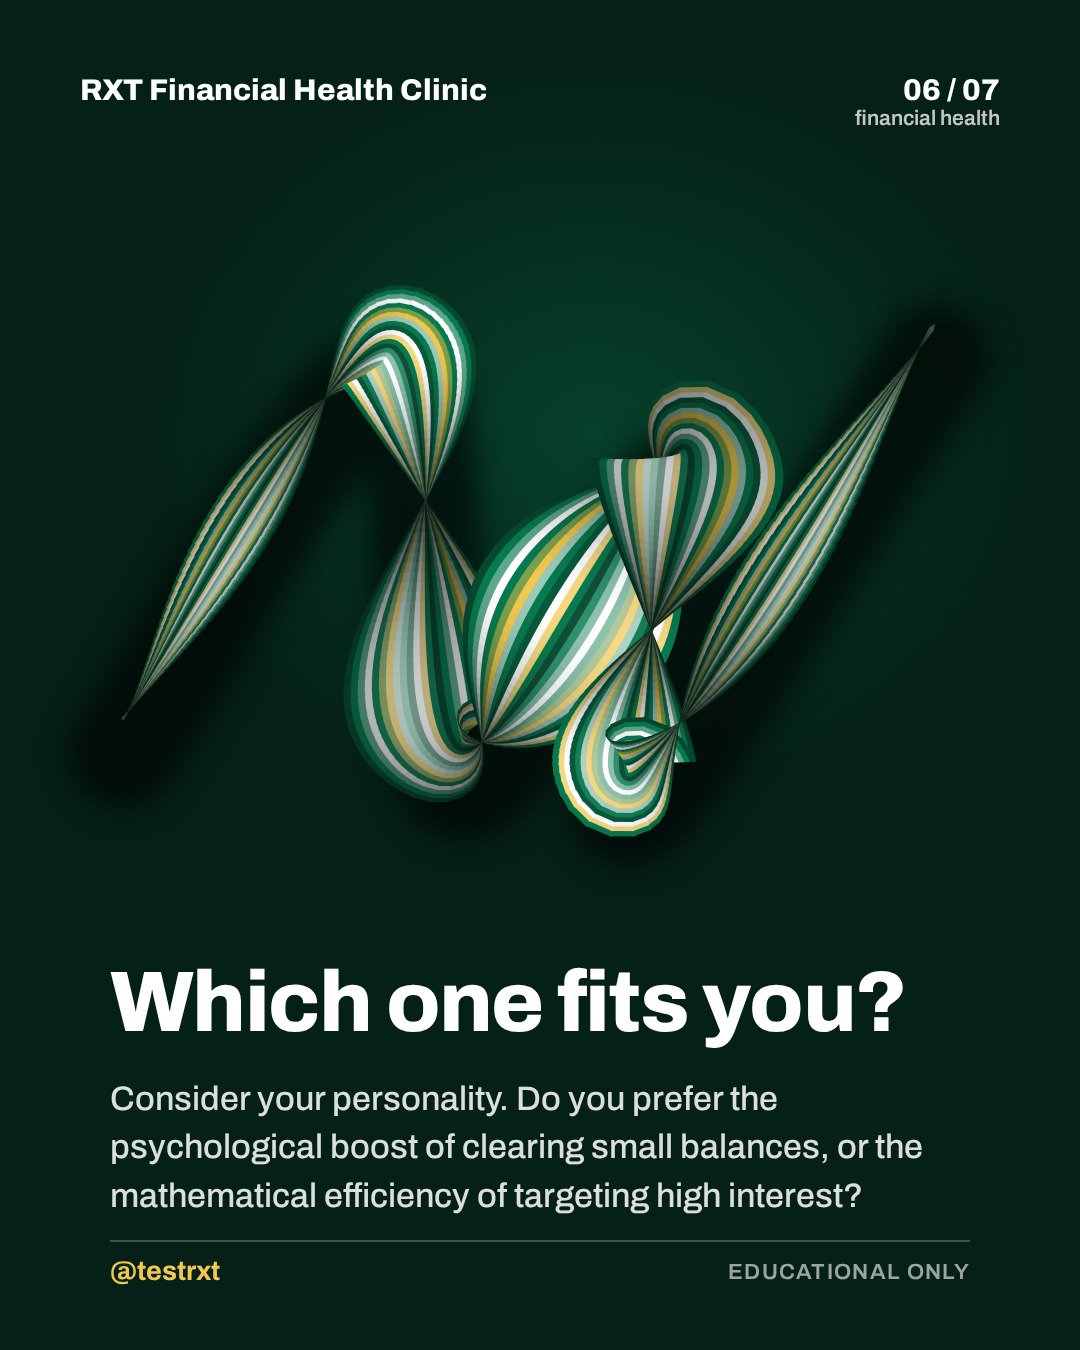 RXT Financial Health Clinic
06 / 07
financial health
Which one fits you?
Consider your personality. Do you prefer the
psychological boost of clearing small balances, or the
mathematical efficiency of targeting high interest?
@testrxt
EDUCATIONAL ONLY